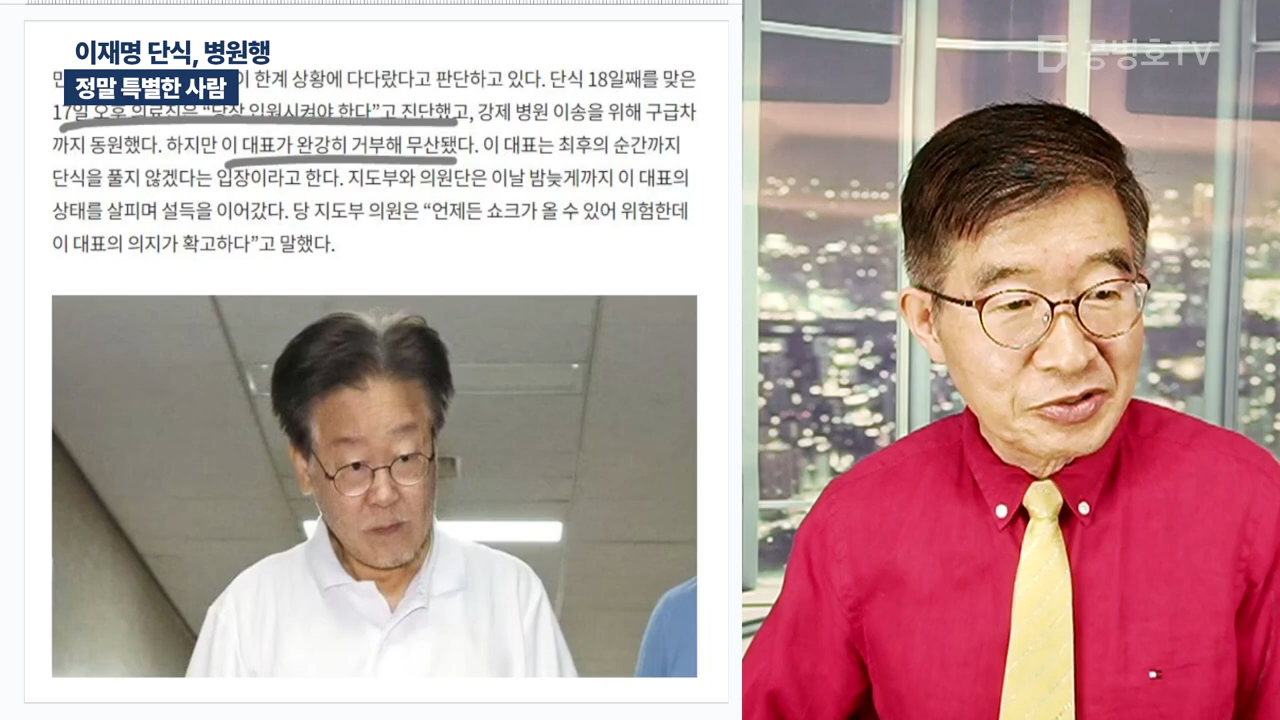 이재명 단식, 병원행
정말 특별한 사람
이 한계 상황에 다다랐다고 판단하고 있다. 단식 18일째를 맞은
17일 오후 의료진은 “당장 입원시켜야 한다”고 진단했고, 강제 병원 이송을 위해 구급차
까지 동원했다. 하지만 이 대표가 완강히 거부해 무산됐다. 이 대표는 최후의 순간까지
단식을 풀지 않겠다는 입장이라고 한다. 지도부와 의원단은 이날 밤늦게까지 이 대표의
상태를 살피며 설득을 이어갔다. 당 지도부 의원은 “언제든 쇼크가 올 수 있어 위험한데
이 대표의 의지가 확고하다”고 말했다.
공병호TV